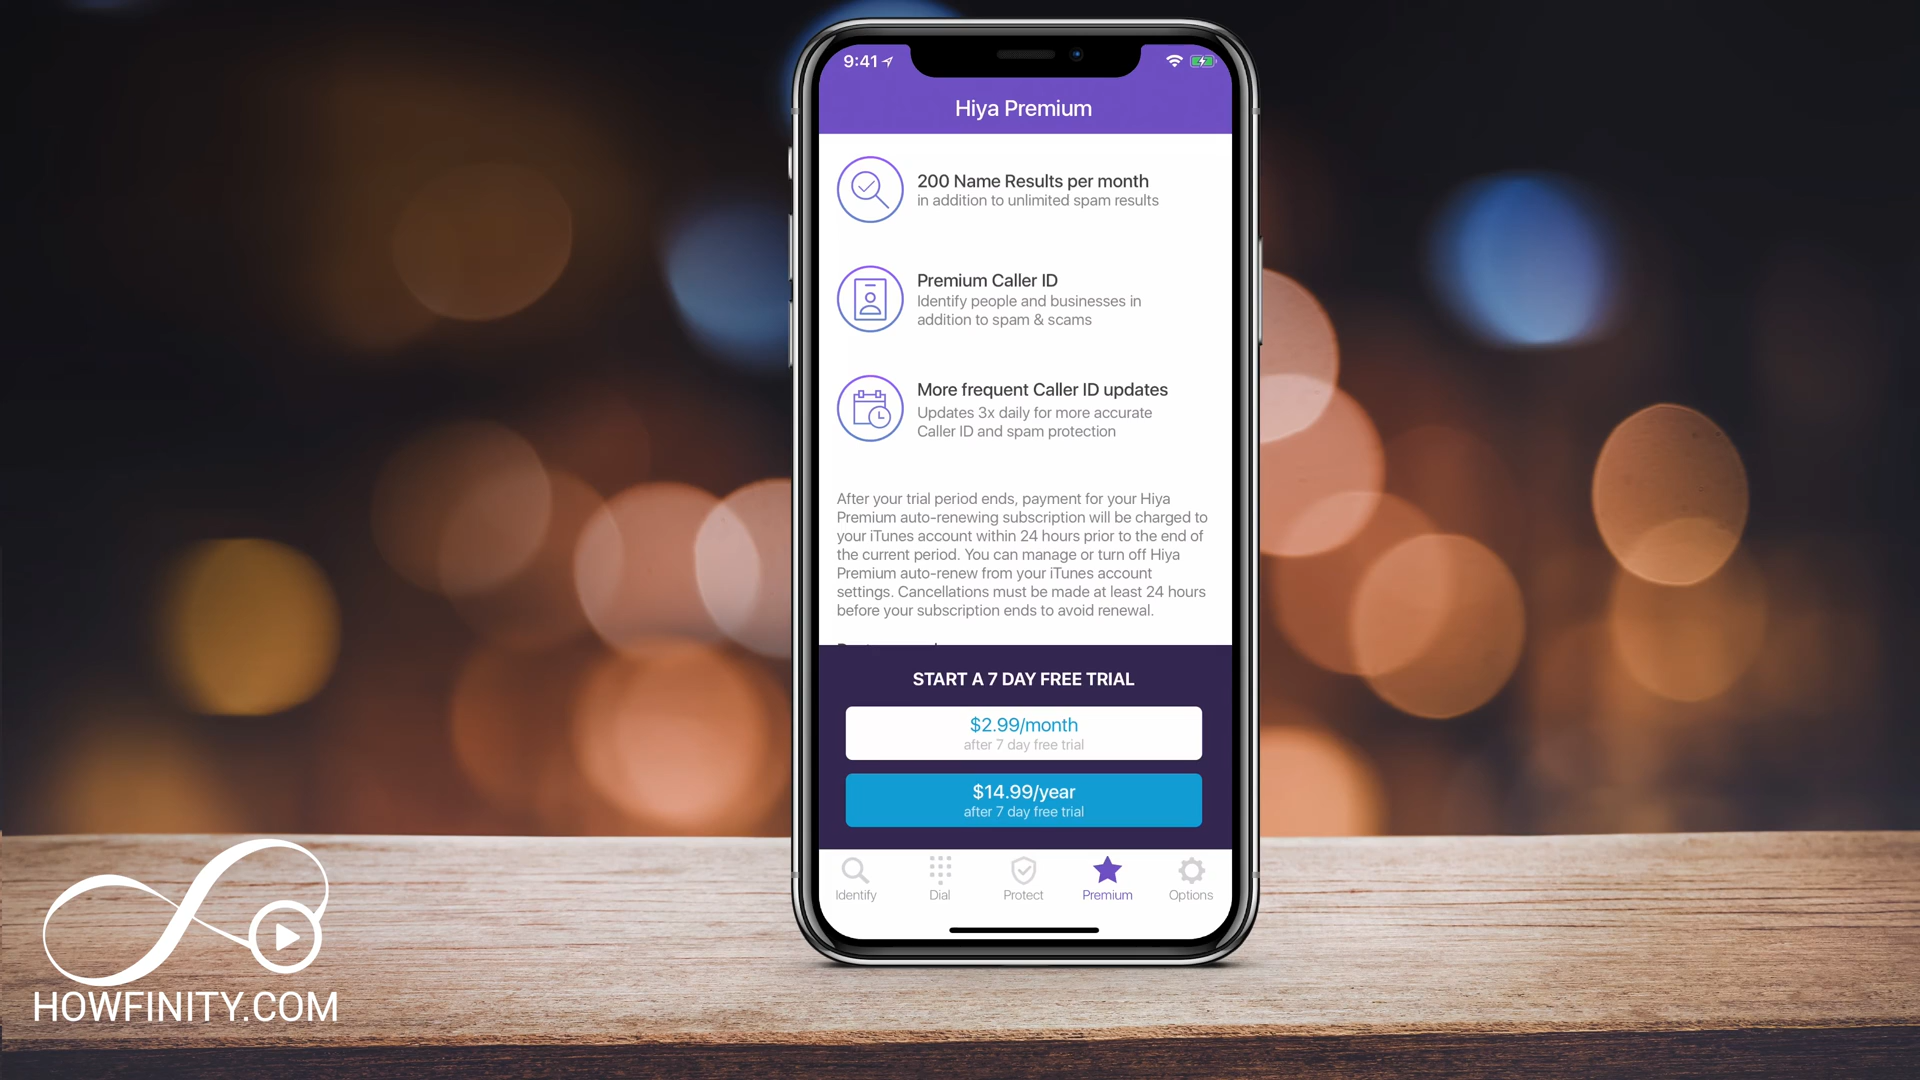 9:41
Hiya Premium
200 Name Results per month
in addition to unlimited spam results
Premium Caller ID
Identify people and businesses in
addition to spam & scams
More frequent Caller ID updates
Updates 3x daily for more accurate
Caller ID and spam protection
After your trial period ends, payment for your Hiya
Premium auto-renewing subscription will be charged to
your iTunes account within 24 hours prior to the end of
the current period. You can manage or turn off Hiya
Premium auto-renew from your iTunes account
settings. Cancellations must be made at least 24 hours
before your subscription ends to avoid renewal.
START A 7 DAY FREE TRIAL
$2.99/month
after 7 day free trial
$14.99/year
after 7 day free trial
Identify
Dial
Protect
Premium
Options
HOWFINITY.COM